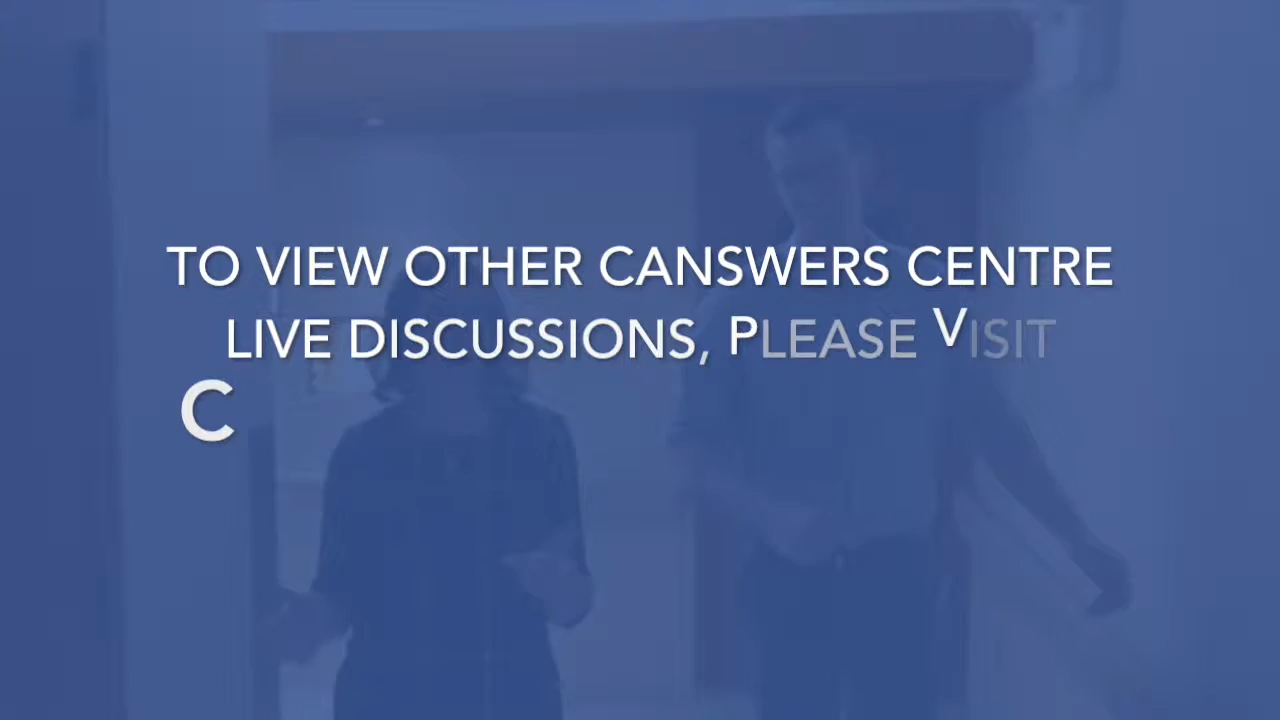 TO VIEW OTHER CANSWERS CENTRE
LIVE DISCUSSIONS, PLEASE VISIT
C